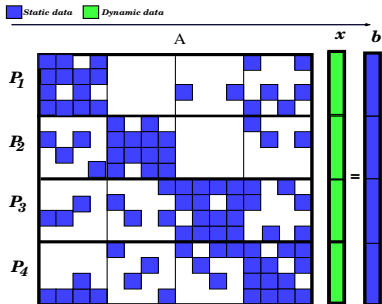 Static data Dynamic data
A x b
P1
P2
P3
=
P4